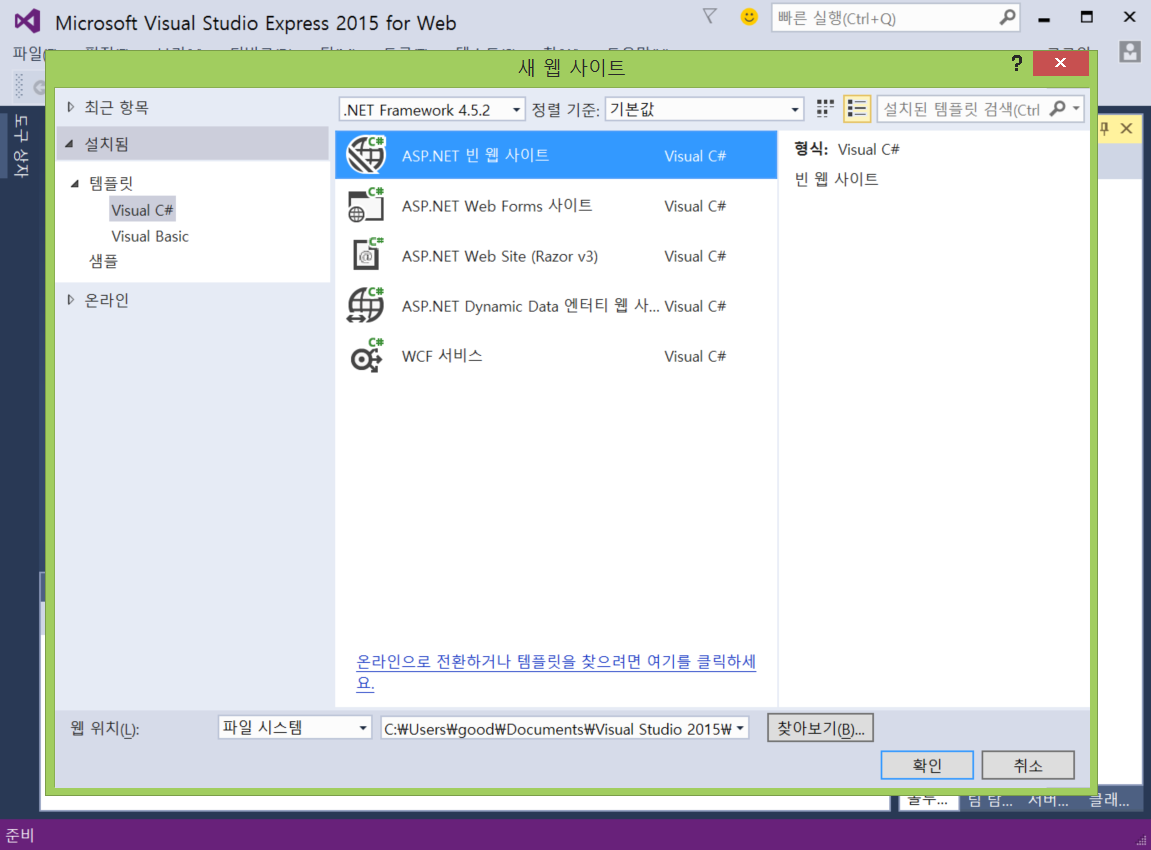 Microsoft Visual Studio Express 2015 for Web
빠른 실행(Ctrl+Q)
새 웹 사이트
?
도구 상자
최근 항목
.NET Framework 4.5.2
정렬 기준:
기본값
설치된 템플릿 검색(Ctrl
설치됨
템플릿
Visual C#
Visual Basic
샘플
온라인
C# ASP.NET 빈 웹 사이트 Visual C#
C# ASP.NET Web Forms 사이트 Visual C#
C# @ ASP.NET Web Site (Razor v3) Visual C#
C# ASP.NET Dynamic Data 엔터티 웹 사... Visual C#
C# WCF 서비스 Visual C#
형식: Visual C#
빈 웹 사이트
온라인으로 전환하거나 템플릿을 찾으려면 여기를 클릭하세
요.
웹 위치(L):
파일 시스템
C:₩Users₩good₩Documents₩Visual Studio 2015₩
찾아보기(B)...
확인
취소
솔루...
팀 탐...
서버...
클래...
준비